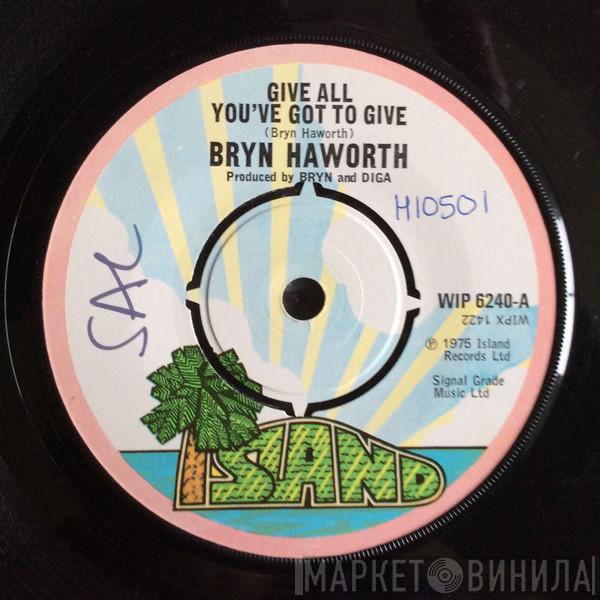 GIVE ALL
YOU'VE GOT TO GIVE
(Bryn Haworth)
BRYN HAWORTH
Produced by BRYN and DIGA
H10501
SAL
WIP 6240-A
WIPX 1422
℗ 1975 Island
Records Ltd
Signal Grade
Music Ltd
ISLAND
МАРКЕТ ВИНИЛА